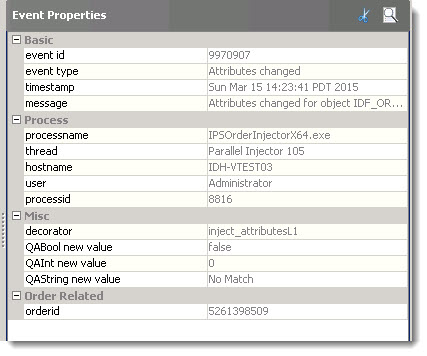 Event Properties
Basic
event id 9970907
event type Attributes changed
timestamp Sun Mar 15 14:23:41 PDT 2015
message Attributes changed for object IDF_OR...
Process
processname IPSOrderInjectorX64.exe
thread Parallel Injector 105
hostname IDH-VTEST03
user Administrator
processid 8816
Misc
decorator inject_attributesL1
QABool new value false
QAInt new value 0
QAString new value No Match
Order Related
orderid 5261398509